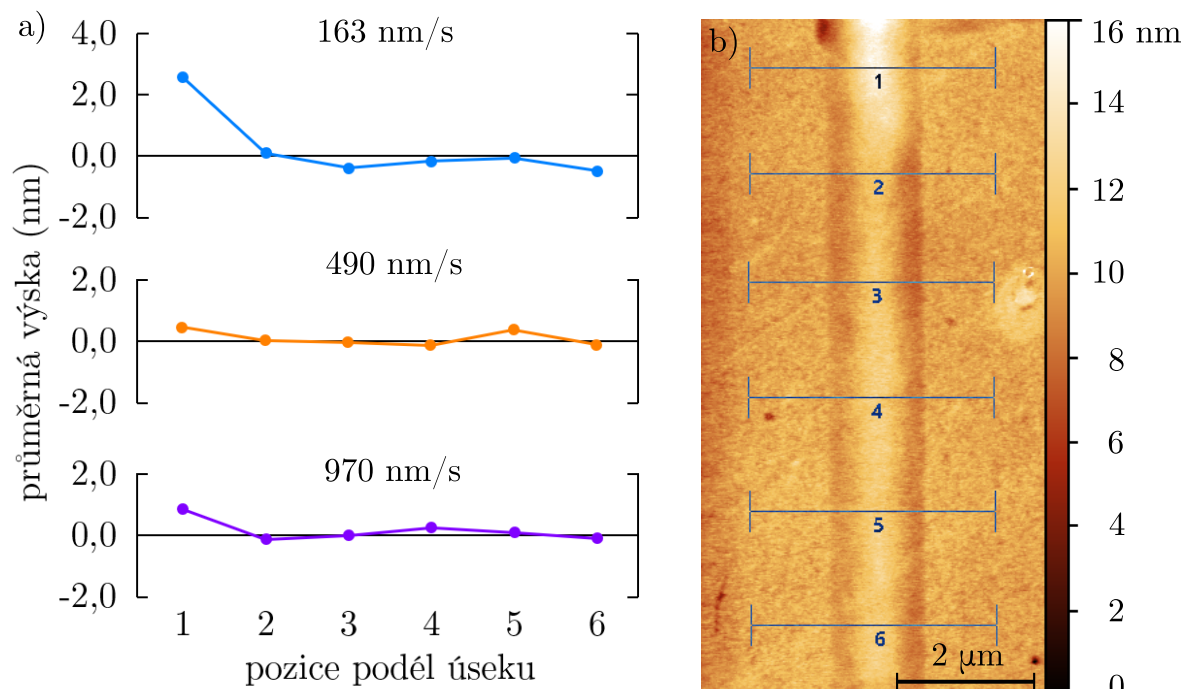 a)
163 nm/s
4,0
2,0
0,0
-2,0
490 nm/s
2,0
0,0
-2,0
970 nm/s
2,0
0,0
-2,0
1 2 3 4 5 6
pozice podél úseku
průměrná výska (nm)
b)
1
2
3
4
5
6
2 μm
16 nm
14
12
10
8
6
4
2
0